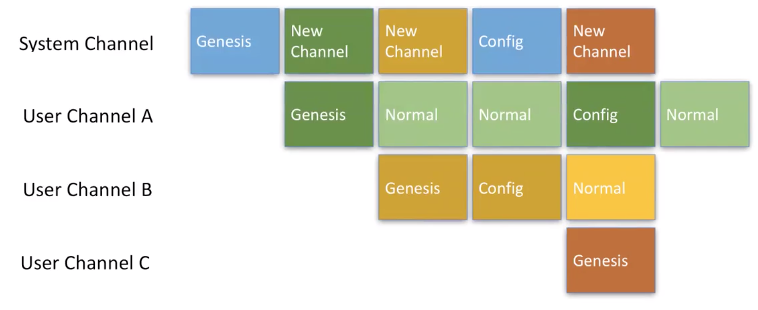 System Channel
Genesis
New
Channel
New
Channel
Config
New
Channel
User Channel A
Genesis
Normal
Normal
Config
Normal
User Channel B
Genesis
Config
Normal
User Channel C
Genesis